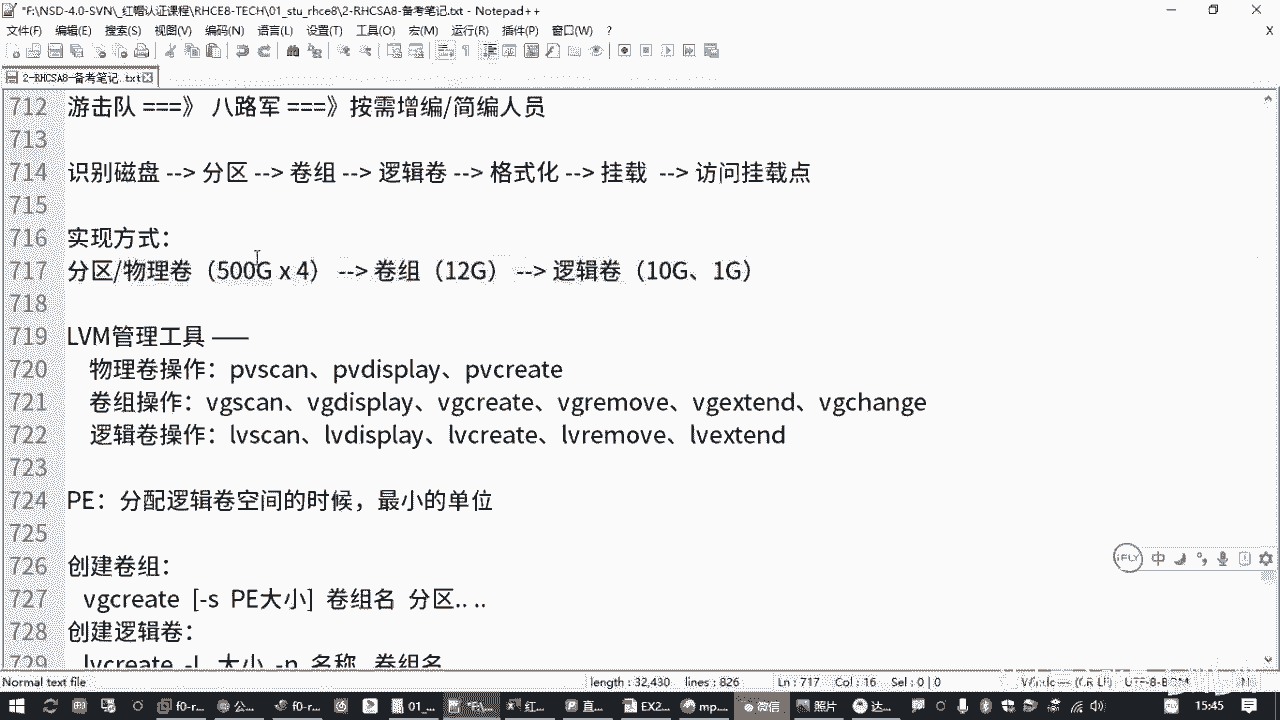 *F:\NSD-4.0-SVN\_红帽认证课程\RHCE8-TECH\01_stu_rhce8\2-RHCSA8-备考笔记.txt - Notepad++
文件(F) 编辑(E) 搜索(S) 视图(V) 编码(N) 语言(L) 设置(T) 工具(O) 宏(M) 运行(R) 插件(P) 窗口(W) ? X
2-RHCSA8-备考笔记.txt
712 游击队 ===》 八路军 ===》按需增编/简编人员
713
714 识别磁盘 --> 分区 --> 卷组 --> 逻辑卷 --> 格式化 --> 挂载 --> 访问挂载点
715
716 实现方式：
717 分区/物理卷（500G x 4） --> 卷组（12G） --> 逻辑卷（10G、1G）
718
719 LVM管理工具 ——
720 物理卷操作：pvscan、pvdisplay、pvcreate
721 卷组操作：vgscan、vgdisplay、vgcreate、vgremove、vgextend、vgchange
722 逻辑卷操作：lvscan、lvdisplay、lvcreate、lvremove、lvextend
723
724 PE：分配逻辑卷空间的时候，最小的单位
725
726 创建卷组：
727 vgcreate [-s PE大小] 卷组名 分区.. ..
728 创建逻辑卷：
729 lvcreate -L 大小 -n 名称 卷组名
iFLY 中
Normal text file length : 32,430 lines : 826 Ln : 717 Col : 16 Sel : 0 | 0 Windows (CR LF) UTF-8-BOM
f0-r... 公... f0-r... 01_... 红... 直... EX2... mp... 微信 照片 达... 15:45